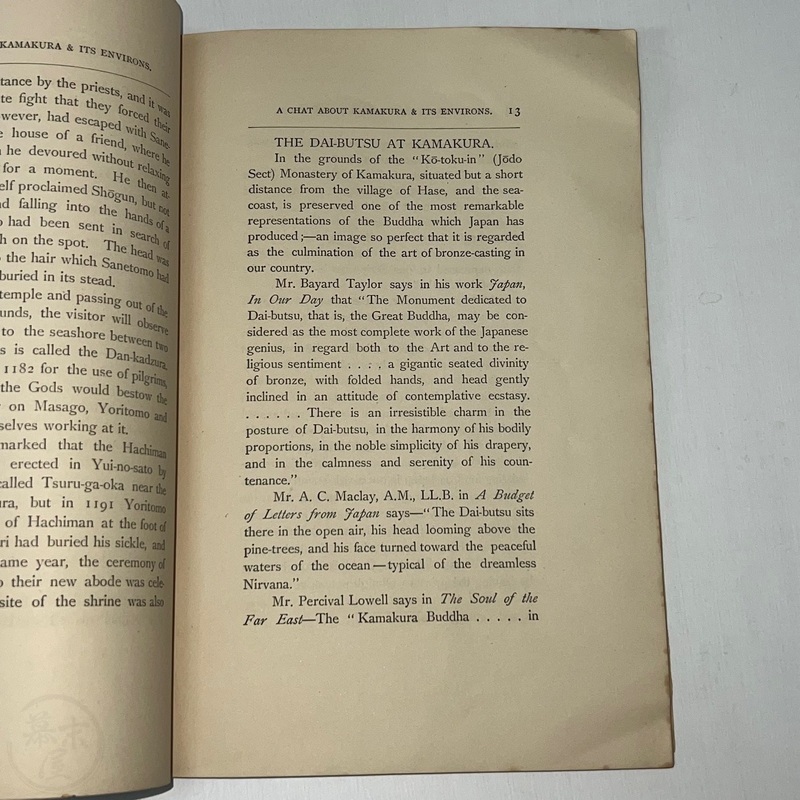 KAMAKURA & ITS ENVIRONS.
tance by the priests, and it was
te fight that they forced their
owever, had escaped with Sane-
e house of a friend, where he
h he devoured without relaxing
for a moment. He then at-
elf proclaimed Shōgun, but not
nd falling into the hands of a
o had been sent in search of
h on the spot. The head was
o the hair which Sanetomo had
buried in its stead.
temple and passing out of the
unds, the visitor will observe
to the seashore between two
s is called the Dan-kadzura.
1182 for the use of pilgrims,
the Gods would bestow the
on Masago, Yoritomo and
selves working at it.
marked that the Hachiman
erected in Yui-no-sato by
called Tsuru-ga-oka near the
ura, but in 1191 Yoritomo
of Hachiman at the foot of
ri had buried his sickle, and
ame year, the ceremony of
o their new abode was cele-
site of the shrine was also
A CHAT ABOUT KAMAKURA & ITS ENVIRONS. 13
THE DAI-BUTSU AT KAMAKURA.
In the grounds of the "Kō-toku-in" (Jōdo
Sect) Monastery of Kamakura, situated but a short
distance from the village of Hase, and the sea-
coast, is preserved one of the most remarkable
representations of the Buddha which Japan has
produced ;—an image so perfect that it is regarded
as the culmination of the art of bronze-casting in
our country.
Mr. Bayard Taylor says in his work Japan,
In Our Day that "The Monument dedicated to
Dai-butsu, that is, the Great Buddha, may be con-
sidered as the most complete work of the Japanese
genius, in regard both to the Art and to the re-
ligious sentiment . . . . a gigantic seated divinity
of bronze, with folded hands, and head gently
inclined in an attitude of contemplative ecstasy.
. . . . . . There is an irresistible charm in the
posture of Dai-butsu, in the harmony of his bodily
proportions, in the noble simplicity of his drapery,
and in the calmness and serenity of his coun-
tenance."
Mr. A. C. Maclay, A.M., LL.B. in A Budget
of Letters from Japan says—"The Dai-butsu sits
there in the open air, his head looming above the
pine-trees, and his face turned toward the peaceful
waters of the ocean—typical of the dreamless
Nirvana."
Mr. Percival Lowell says in The Soul of the
Far East—The "Kamakura Buddha . . . . . in
幕末屋